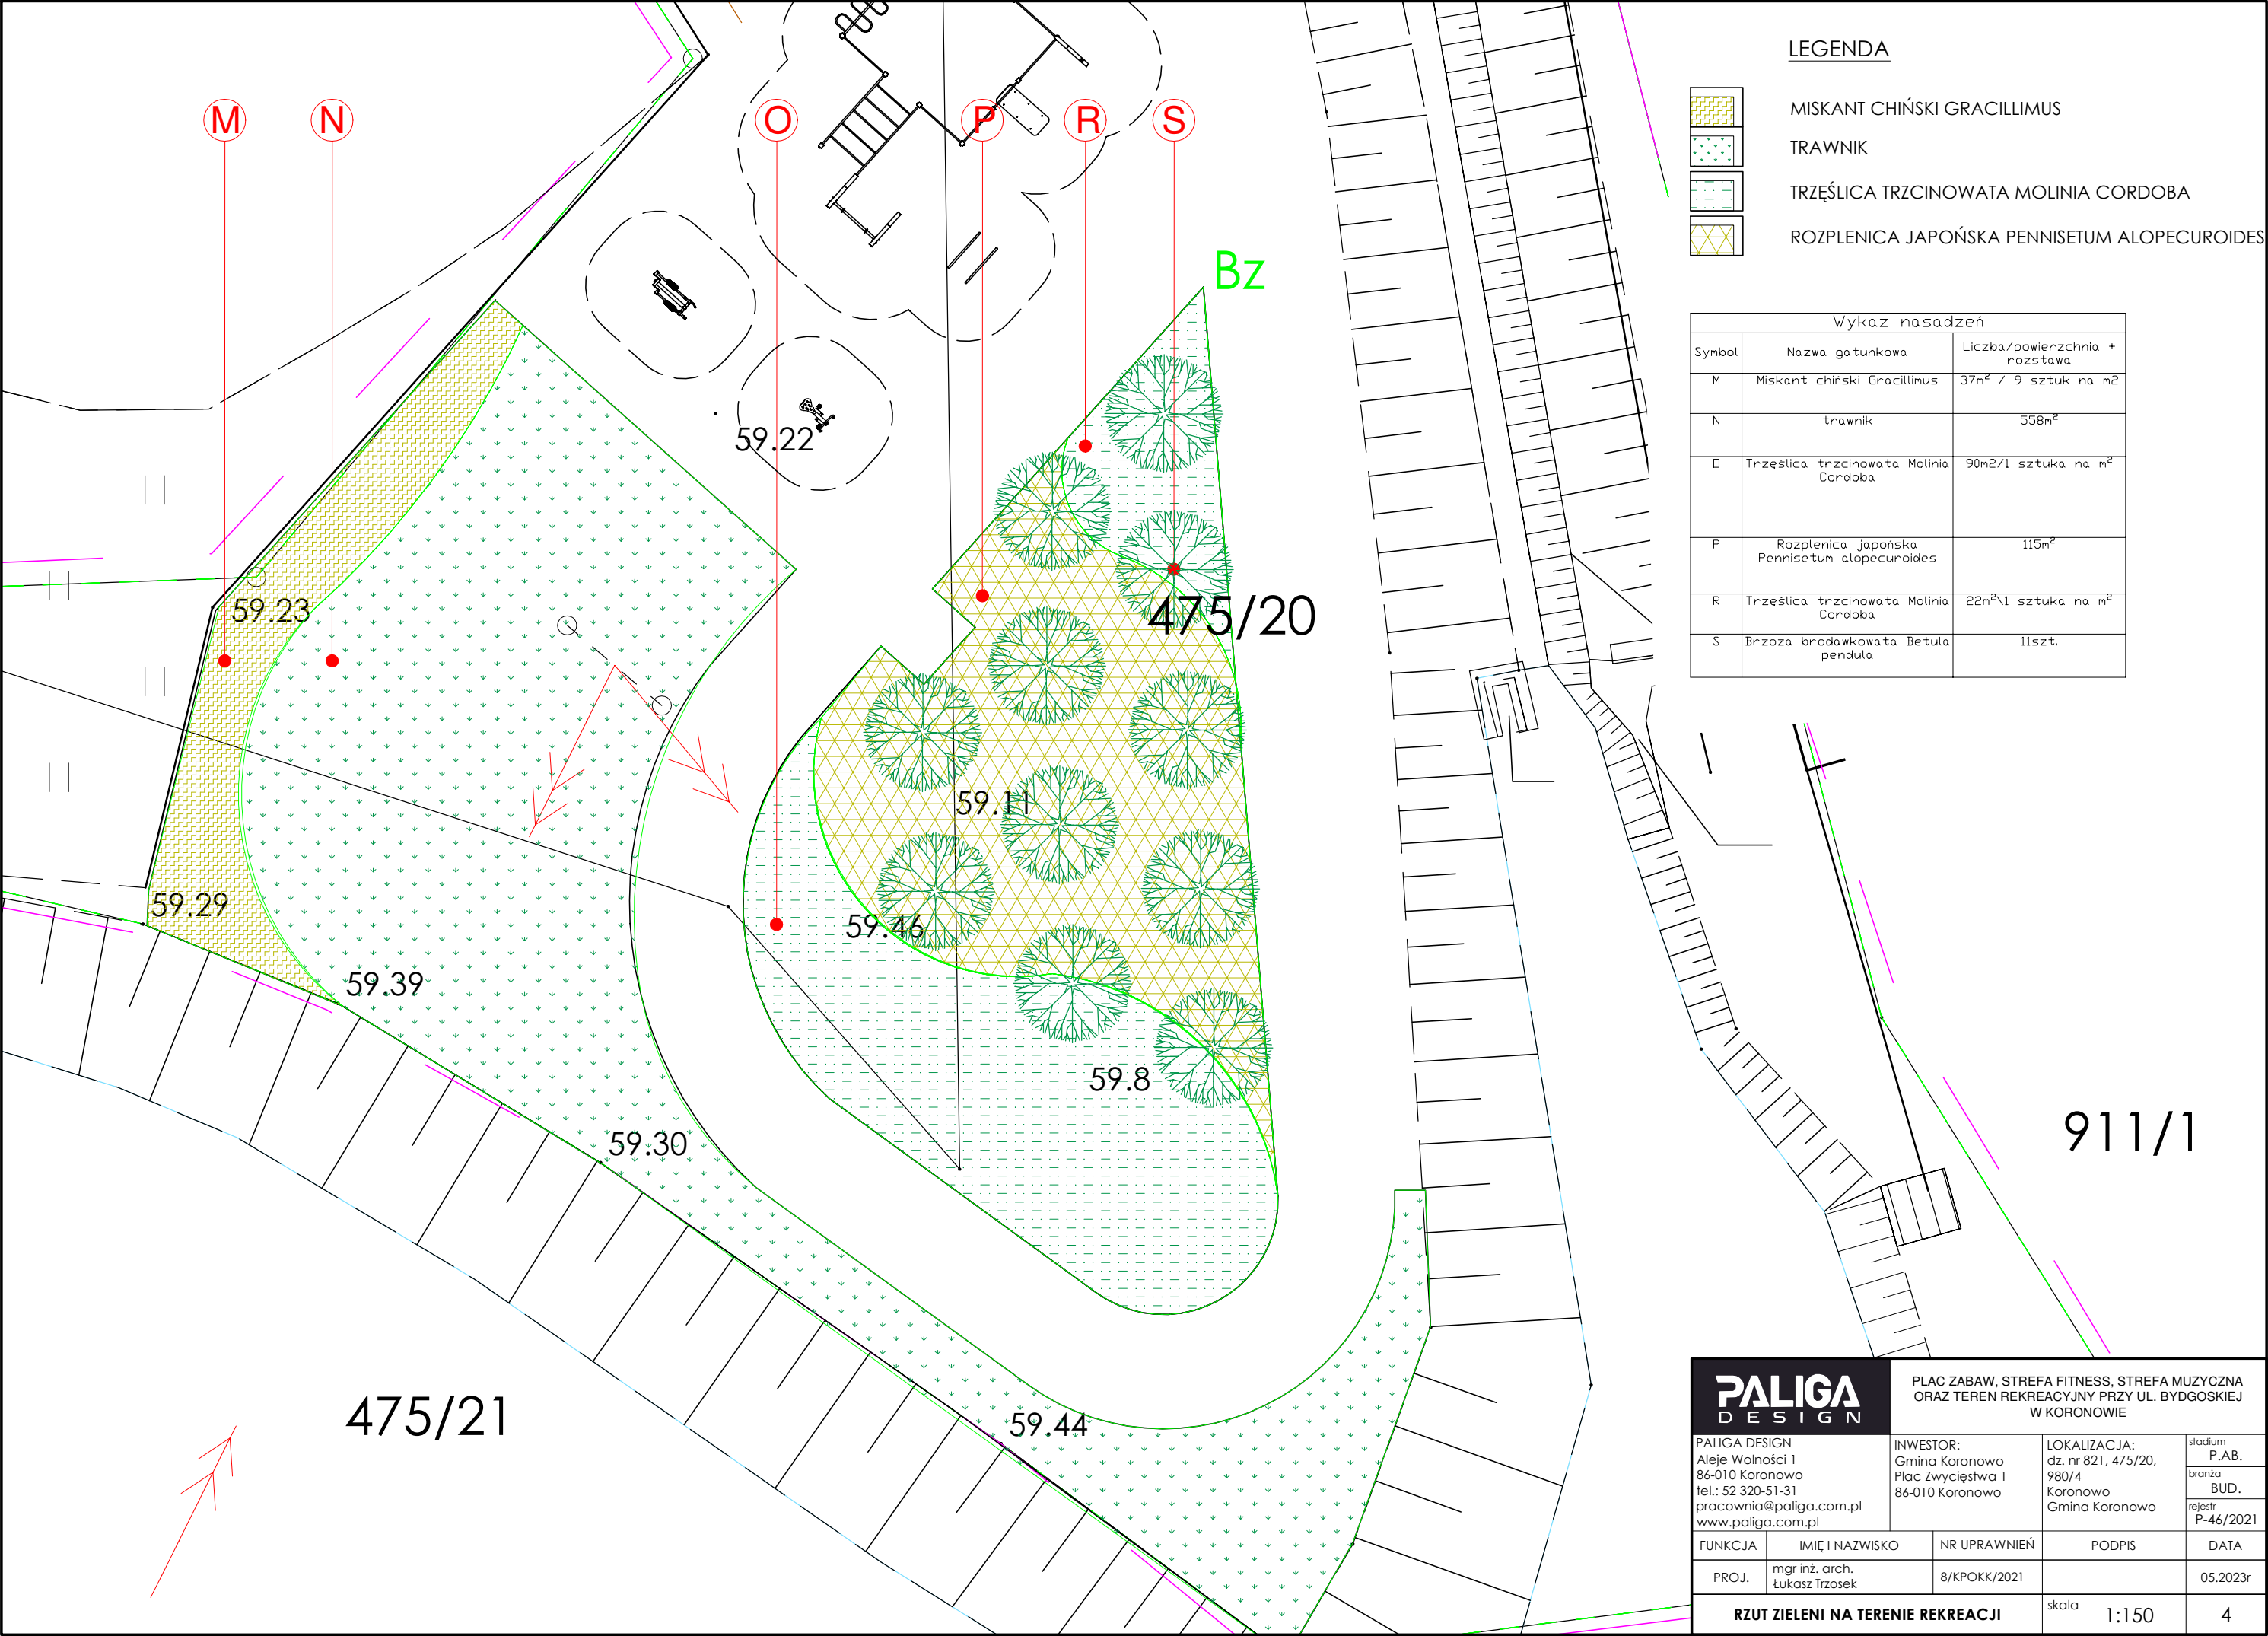 M
N
O
P
R
S
Bz
59.22
59.23
475/20
59.11
59.29
59.46
59.39
59.8
59.30
59.44
475/21
911/1
LEGENDA
MISKANT CHIŃSKI GRACILLIMUS
TRAWNIK
TRZĘŚLICA TRZCINOWATA MOLINIA CORDOBA
ROZPLENICA JAPOŃSKA PENNISETUM ALOPECUROIDES
Wykaz nasadzeń
Symbol
Nazwa gatunkowa
Liczba/powierzchnia +
rozstawa
M
Miskant chiński Gracillimus
37m² / 9 sztuk na m2
N
trawnik
558m²
O
Trzęślica trzcinowata Molinia
Cordoba
90m2/1 sztuka na m²
P
Rozplenica japońska
Pennisetum alopecuroides
115m²
R
Trzęślica trzcinowata Molinia
Cordoba
22m²\1 sztuka na m²
S
Brzoza brodawkowata Betula
pendula
11szt.
PALIGA
DESIGN
PLAC ZABAW, STREFA FITNESS, STREFA MUZYCZNA
ORAZ TEREN REKREACYJNY PRZY UL. BYDGOSKIEJ
W KORONOWIE
PALIGA DESIGN
Aleje Wolności 1
86-010 Koronowo
tel.: 52 320-51-31
pracownia@paliga.com.pl
www.paliga.com.pl
INWESTOR:
Gmina Koronowo
Plac Zwycięstwa 1
86-010 Koronowo
LOKALIZACJA:
dz. nr 821, 475/20,
980/4
Koronowo
Gmina Koronowo
stadium
P.AB.
branża
BUD.
rejestr
P-46/2021
FUNKCJA
IMIĘ I NAZWISKO
NR UPRAWNIEŃ
PODPIS
DATA
PROJ.
mgr inż. arch.
Łukasz Trzosek
8/KPOKK/2021
05.2023r
RZUT ZIELENI NA TERENIE REKREACJI
skala
1:150
4